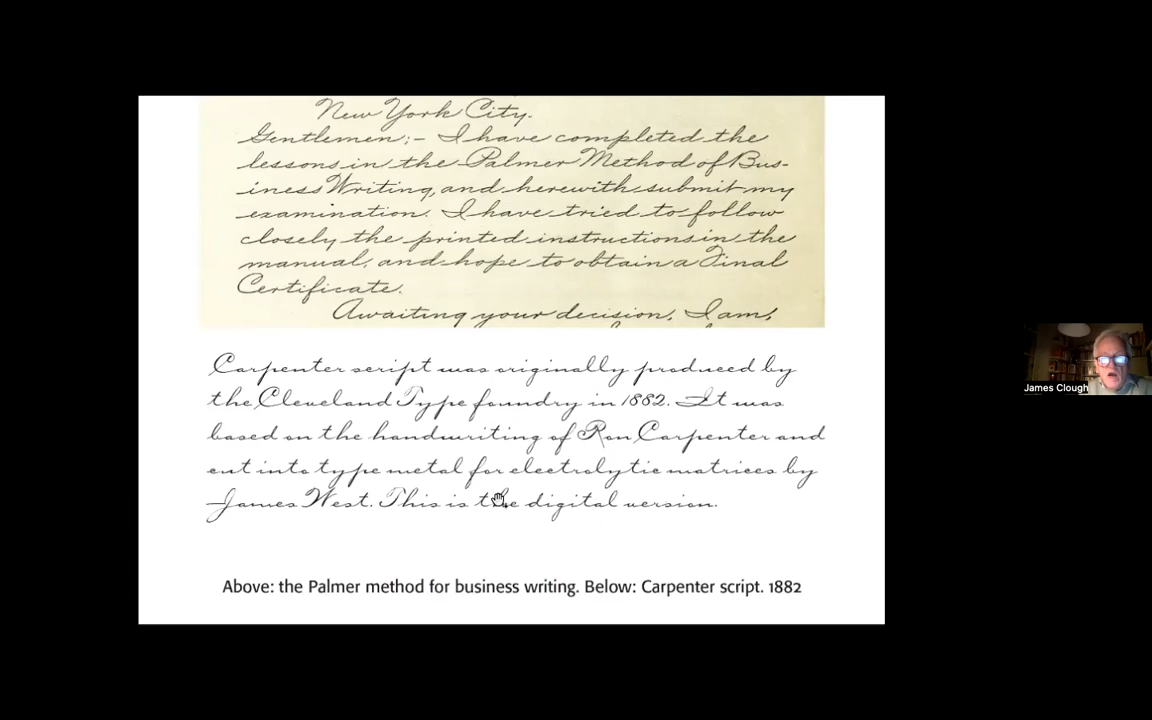 New York City.
Gentlemen:- I have completed the
lessons in the Palmer Method of Bus-
iness Writing, and herewith submit my
examination. I have tried to follow
closely the printed instructions in the
manual, and hope to obtain a Final
Certificate.
Awaiting your decision, I am,
Carpenter script was originally produced by
the Cleveland Type foundry in 1882. It was
based on the handwriting of Ron Carpenter and
cut into type metal for electrolytic matrices by
James West. This is the digital version.
Above: the Palmer method for business writing. Below: Carpenter script. 1882
James Clough